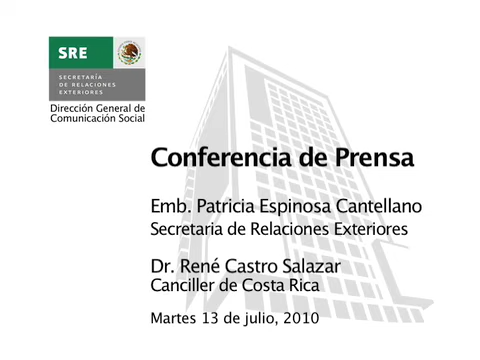 SRE
SECRETARÍA
DE RELACIONES
EXTERIORES
Dirección General de
Comunicación Social
Conferencia de Prensa
Emb. Patricia Espinosa Cantellano
Secretaria de Relaciones Exteriores
Dr. René Castro Salazar
Canciller de Costa Rica
Martes 13 de julio, 2010